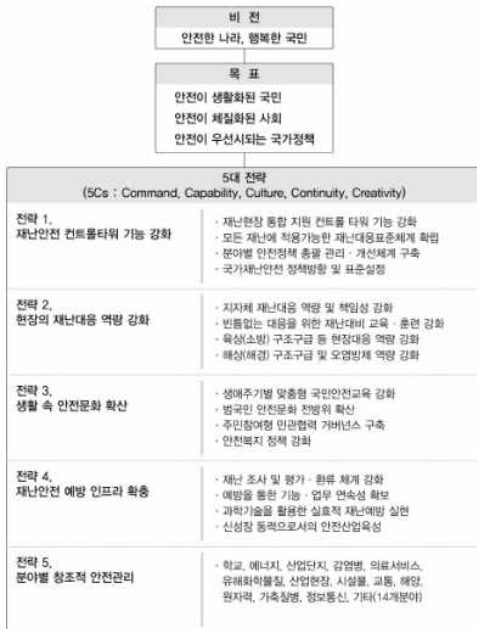 비 전
안전한 나라, 행복한 국민
목 표
안전이 생활화된 국민
안전이 체질화된 사회
안전이 우선시되는 국가정책
5대 전략
(5Cs : Command, Capability, Culture, Continuity, Creativity)
전략 1.
재난안전 컨트롤타워 기능 강화
· 재난현장 통합 지원 컨트롤 타워 기능 강화
· 모든 재난에 적용가능한 재난대응표준체계 확립
· 분야별 안전정책 총괄 관리 · 개선체계 구축
· 국가재난안전 정책방향 및 표준설정
전략 2.
현장의 재난대응 역량 강화
· 지자체 재난대응 역량 및 책임성 강화
· 빈틈없는 대응을 위한 재난대비 교육 · 훈련 강화
· 육상(소방) 구조구급 등 현장대응 역량 강화
· 해상(해경) 구조구급 및 오염방제 역량 강화
전략 3.
생활 속 안전문화 확산
· 생애주기별 맞춤형 국민안전교육 강화
· 범국민 안전문화 전방위 확산
· 주민참여형 민관협력 거버넌스 구축
· 안전복지 정책 강화
전략 4.
재난안전 예방 인프라 확충
· 재난 조사 및 평가 · 환류 체계 강화
· 예방을 통한 기능 · 업무 연속성 확보
· 과학기술을 활용한 실효적 재난예방 실현
· 신성장 동력으로서의 안전산업육성
전략 5.
분야별 창조적 안전관리
· 학교, 에너지, 산업단지, 감염병, 의료서비스,
유해화학물질, 산업현장, 시설물, 교통, 해양,
원자력, 가축질병, 정보통신, 기타(14개분야)